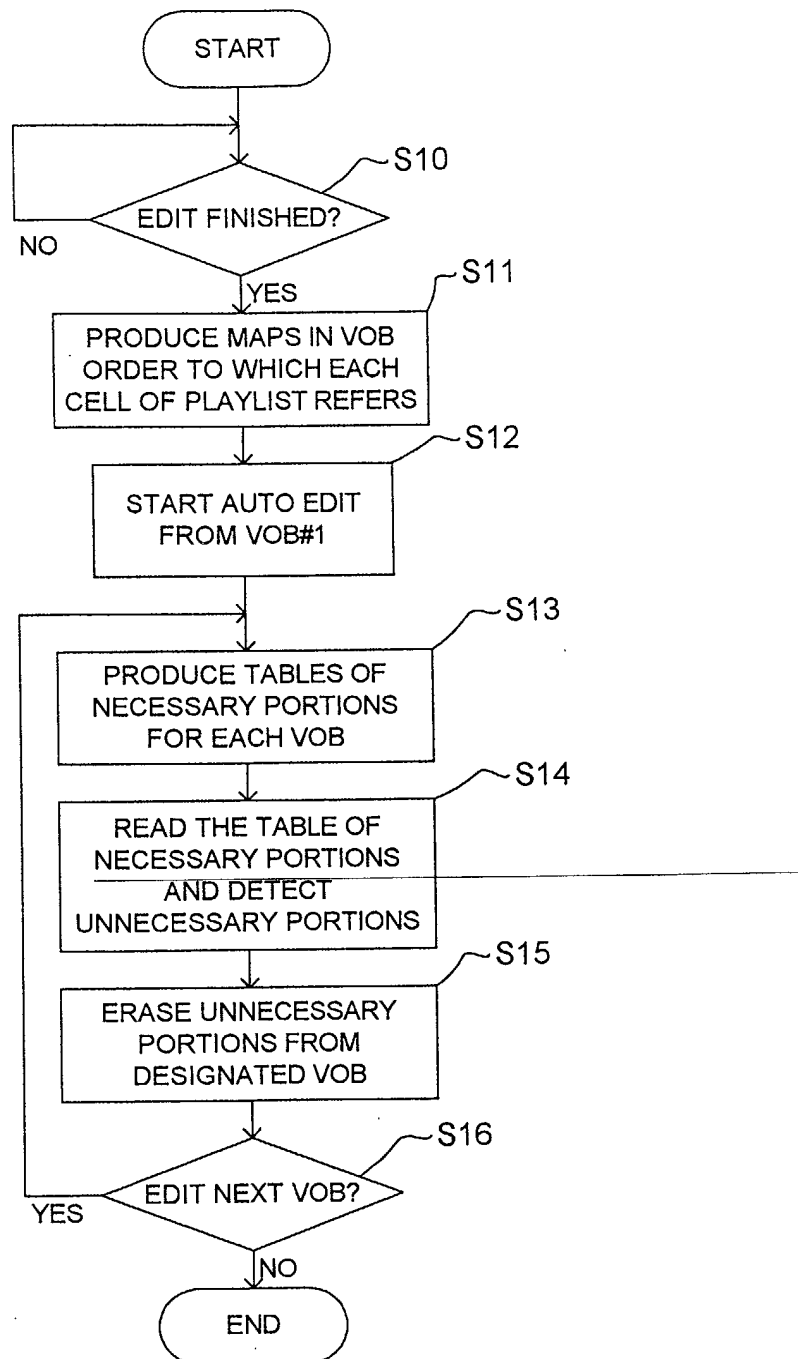 START
S10
EDIT FINISHED?
NO
YES
S11
PRODUCE MAPS IN VOB
ORDER TO WHICH EACH
CELL OF PLAYLIST REFERS
S12
START AUTO EDIT
FROM VOB#1
S13
PRODUCE TABLES OF
NECESSARY PORTIONS
FOR EACH VOB
S14
READ THE TABLE OF
NECESSARY PORTIONS
AND DETECT
UNNECESSARY PORTIONS
S15
ERASE UNNECESSARY
PORTIONS FROM
DESIGNATED VOB
S16
EDIT NEXT VOB?
YES
NO
END